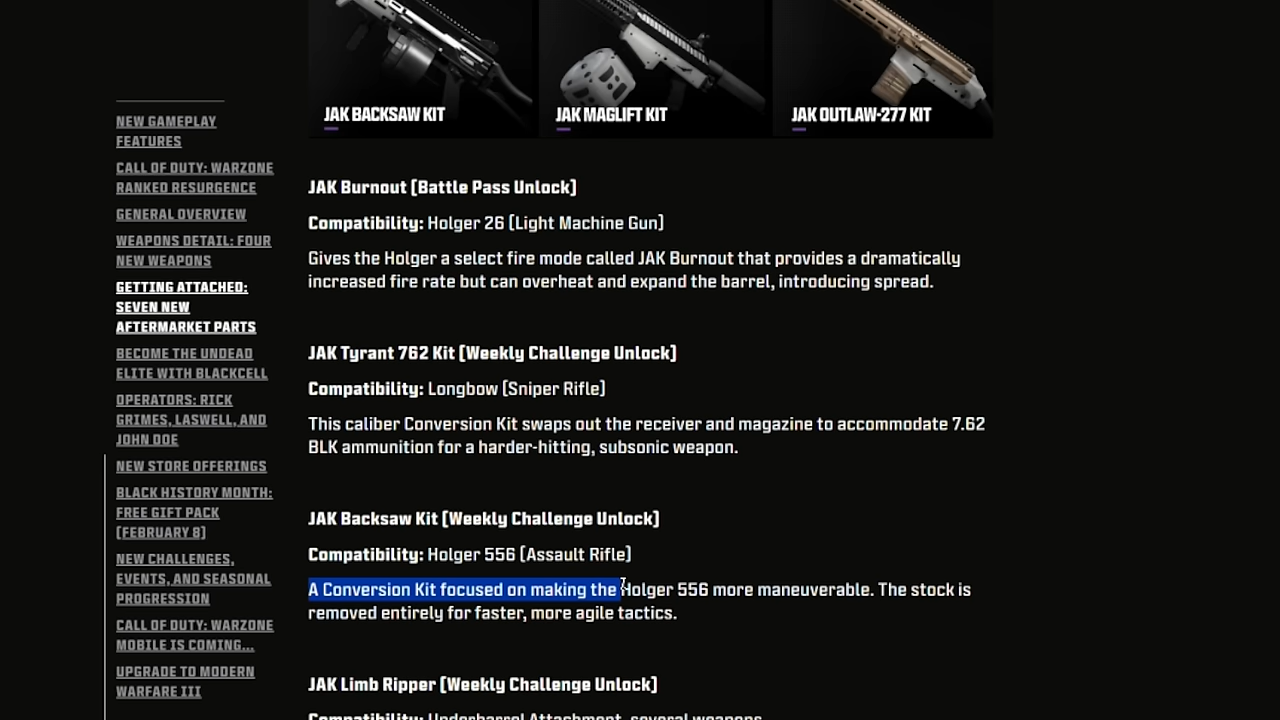 JAK BACKSAW KIT
JAK MAGLIFT KIT
JAK OUTLAW-277 KIT
NEW GAMEPLAY
FEATURES
CALL OF DUTY: WARZONE
RANKED RESURGENCE
GENERAL OVERVIEW
WEAPONS DETAIL: FOUR
NEW WEAPONS
GETTING ATTACHED:
SEVEN NEW
AFTERMARKET PARTS
BECOME THE UNDEAD
ELITE WITH BLACKCELL
OPERATORS: RICK
GRIMES, LASWELL, AND
JOHN DOE
NEW STORE OFFERINGS
BLACK HISTORY MONTH:
FREE GIFT PACK
(FEBRUARY 8)
NEW CHALLENGES,
EVENTS, AND SEASONAL
PROGRESSION
CALL OF DUTY: WARZONE
MOBILE IS COMING...
UPGRADE TO MODERN
WARFARE III
JAK Burnout (Battle Pass Unlock)
Compatibility: Holger 26 (Light Machine Gun)
Gives the Holger a select fire mode called JAK Burnout that provides a dramatically
increased fire rate but can overheat and expand the barrel, introducing spread.
JAK Tyrant 762 Kit (Weekly Challenge Unlock)
Compatibility: Longbow (Sniper Rifle)
This caliber Conversion Kit swaps out the receiver and magazine to accommodate 7.62
BLK ammunition for a harder-hitting, subsonic weapon.
JAK Backsaw Kit (Weekly Challenge Unlock)
Compatibility: Holger 556 (Assault Rifle)
A Conversion Kit focused on making the Holger 556 more maneuverable. The stock is
removed entirely for faster, more agile tactics.
JAK Limb Ripper (Weekly Challenge Unlock)
Compatibility: Underbarrel Attachment, several weapons